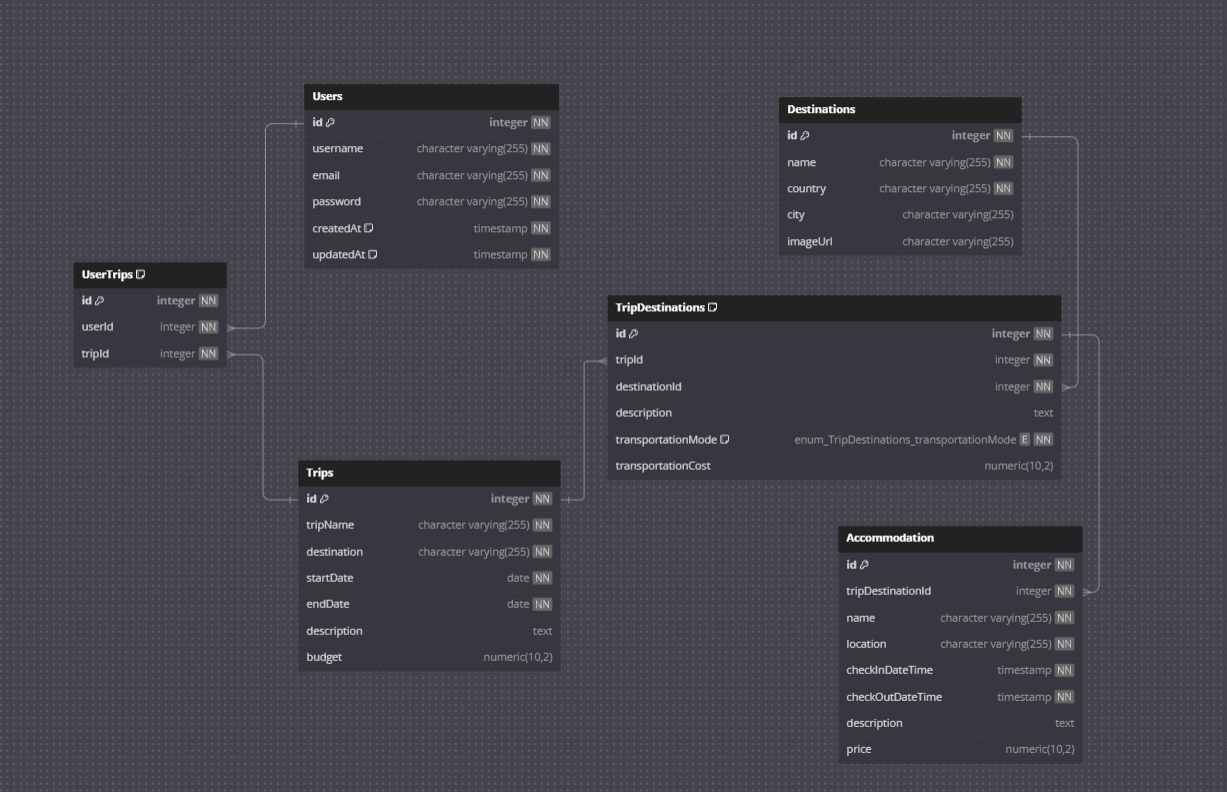 Users
id integer NN
username character varying(255) NN
email character varying(255) NN
password character varying(255) NN
createdAt timestamp NN
updatedAt timestamp NN
Destinations
id integer NN
name character varying(255) NN
country character varying(255) NN
city character varying(255)
imageUrl character varying(255)
UserTrips
id integer NN
userId integer NN
tripId integer NN
TripDestinations
id integer NN
tripId integer NN
destinationId integer NN
description text
transportationMode enum_TripDestinations_transportationMode E NN
transportationCost numeric(10,2)
Trips
id integer NN
tripName character varying(255) NN
destination character varying(255) NN
startDate date NN
endDate date NN
description text
budget numeric(10,2)
Accommodation
id integer NN
tripDestinationId integer NN
name character varying(255) NN
location character varying(255) NN
checkInDateTime timestamp NN
checkOutDateTime timestamp NN
description text
price numeric(10,2)